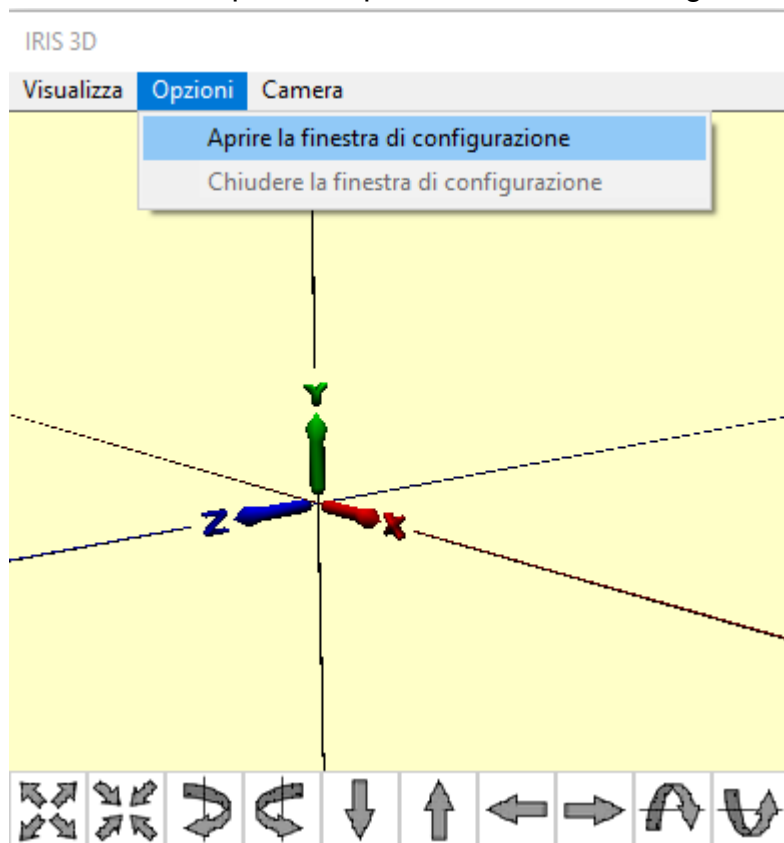 IRIS 3D
Visualizza Opzioni Camera
Aprire la finestra di configurazione
Chiudere la finestra di configurazione
Y
Z X